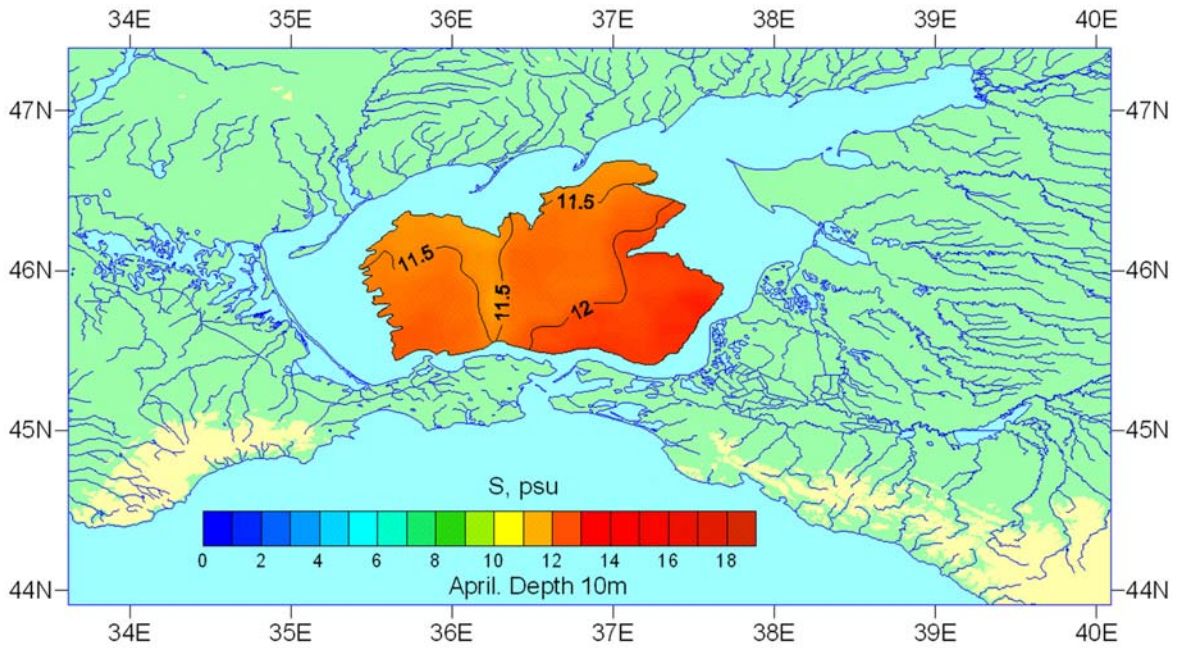 34E 35E 36E 37E 38E 39E 40E
47N 47N
11.5
11.5
46N 46N
11.5
12
45N 45N
S, psu
0 2 4 6 8 10 12 14 16 18
April. Depth 10m
44N 44N
34E 35E 36E 37E 38E 39E 40E